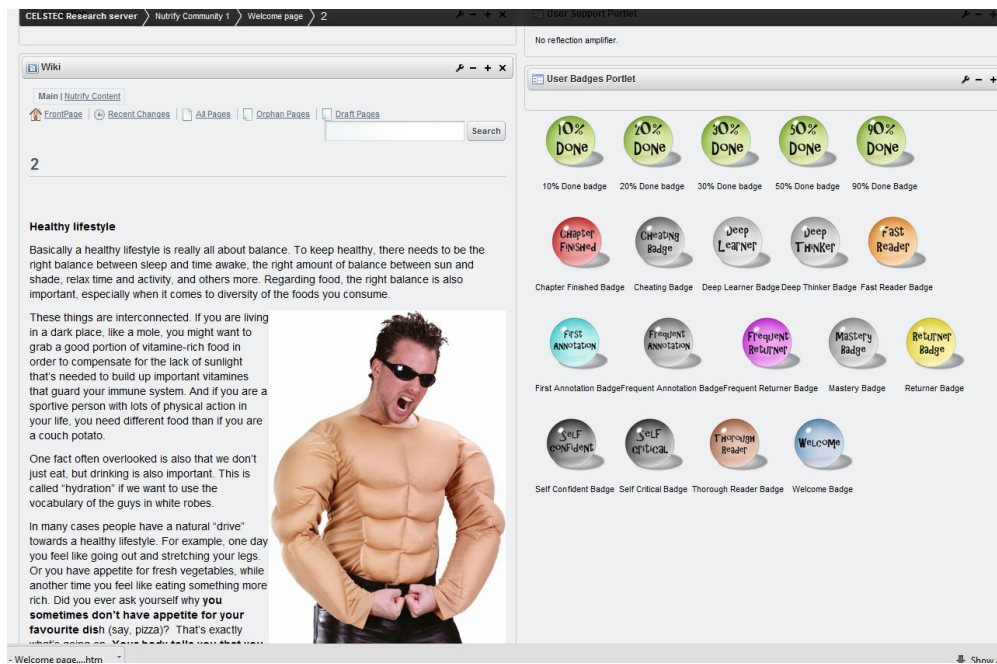 CELSTEC Research server > Nutrify Community 1 > Welcome page > 2
User Support Portlet
No reflection amplifier.
Wiki
Main | Nutrify Content
FrontPage | Recent Changes | All Pages | Orphan Pages | Draft Pages
Search
2
Healthy lifestyle
Basically a healthy lifestyle is really all about balance. To keep healthy, there needs to be the
right balance between sleep and time awake, the right amount of balance between sun and
shade, relax time and activity, and others more. Regarding food, the right balance is also
important, especially when it comes to diversity of the foods you consume.
These things are interconnected. If you are living
in a dark place, like a mole, you might want to
grab a good portion of vitamine-rich food in
order to compensate for the lack of sunlight
that's needed to build up important vitamines
that guard your immune system. And if you are a
sportive person with lots of physical action in
your life, you need different food than if you are
a couch potato.
One fact often overlooked is also that we don't
just eat, but drinking is also important. This is
called "hydration" if we want to use the
vocabulary of the guys in white robes.
In many cases people have a natural "drive"
towards a healthy lifestyle. For example, one day
you feel like going out and stretching your legs.
Or you have appetite for fresh vegetables, while
another time you feel like eating something more
rich. Did you ever ask yourself why you
sometimes don't have appetite for your
favourite dish (say, pizza)? That's exactly
what's going on. Your body tells you that you
User Badges Portlet
10% Done
20% Done
30% Done
50% Done
90% Done
10% Done badge
20% Done badge
30% Done badge
50% Done badge
90% Done Badge
Chapter Finished
Cheating Badge
Deep Learner
Deep Thinker
Fast Reader
Chapter Finished Badge
Cheating Badge
Deep Learner Badge
Deep Thinker Badge
Fast Reader Badge
First Annotation
Frequent Annotation
Frequent Returner
Mastery Badge
Returner Badge
First Annotation Badge
Frequent Annotation Badge
Frequent Returner Badge
Mastery Badge
Returner Badge
Self Confident
Self Critical
Thorough Reader
Welcome
Self Confident Badge
Self Critical Badge
Thorough Reader Badge
Welcome Badge
- Welcome page....htm
Show